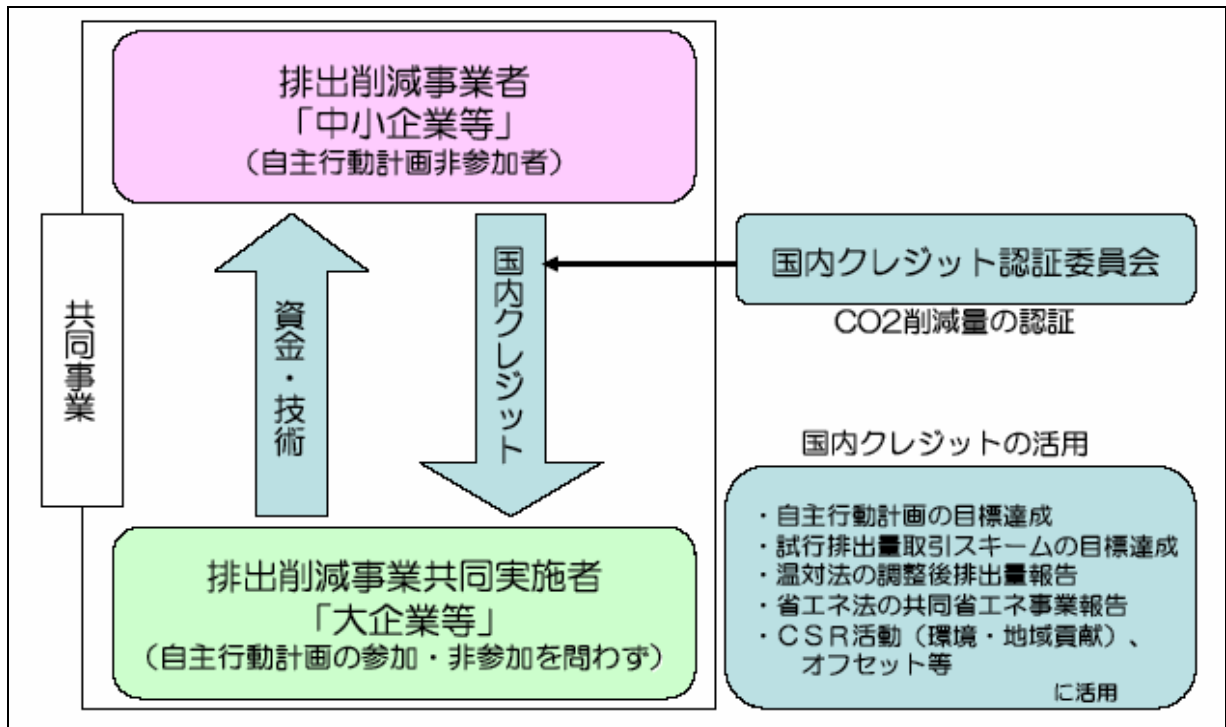 排出削減事業者
「中小企業等」
（自主行動計画非参加者）
共同事業
資金・技術
国内クレジット
国内クレジット認証委員会
CO2削減量の認証
排出削減事業共同実施者
「大企業等」
（自主行動計画の参加・非参加を問わず）
国内クレジットの活用
・自主行動計画の目標達成
・試行排出量取引スキームの目標達成
・温対法の調整後排出量報告
・省エネ法の共同省エネ事業報告
・ＣＳＲ活動（環境・地域貢献）、
オフセット等
に活用